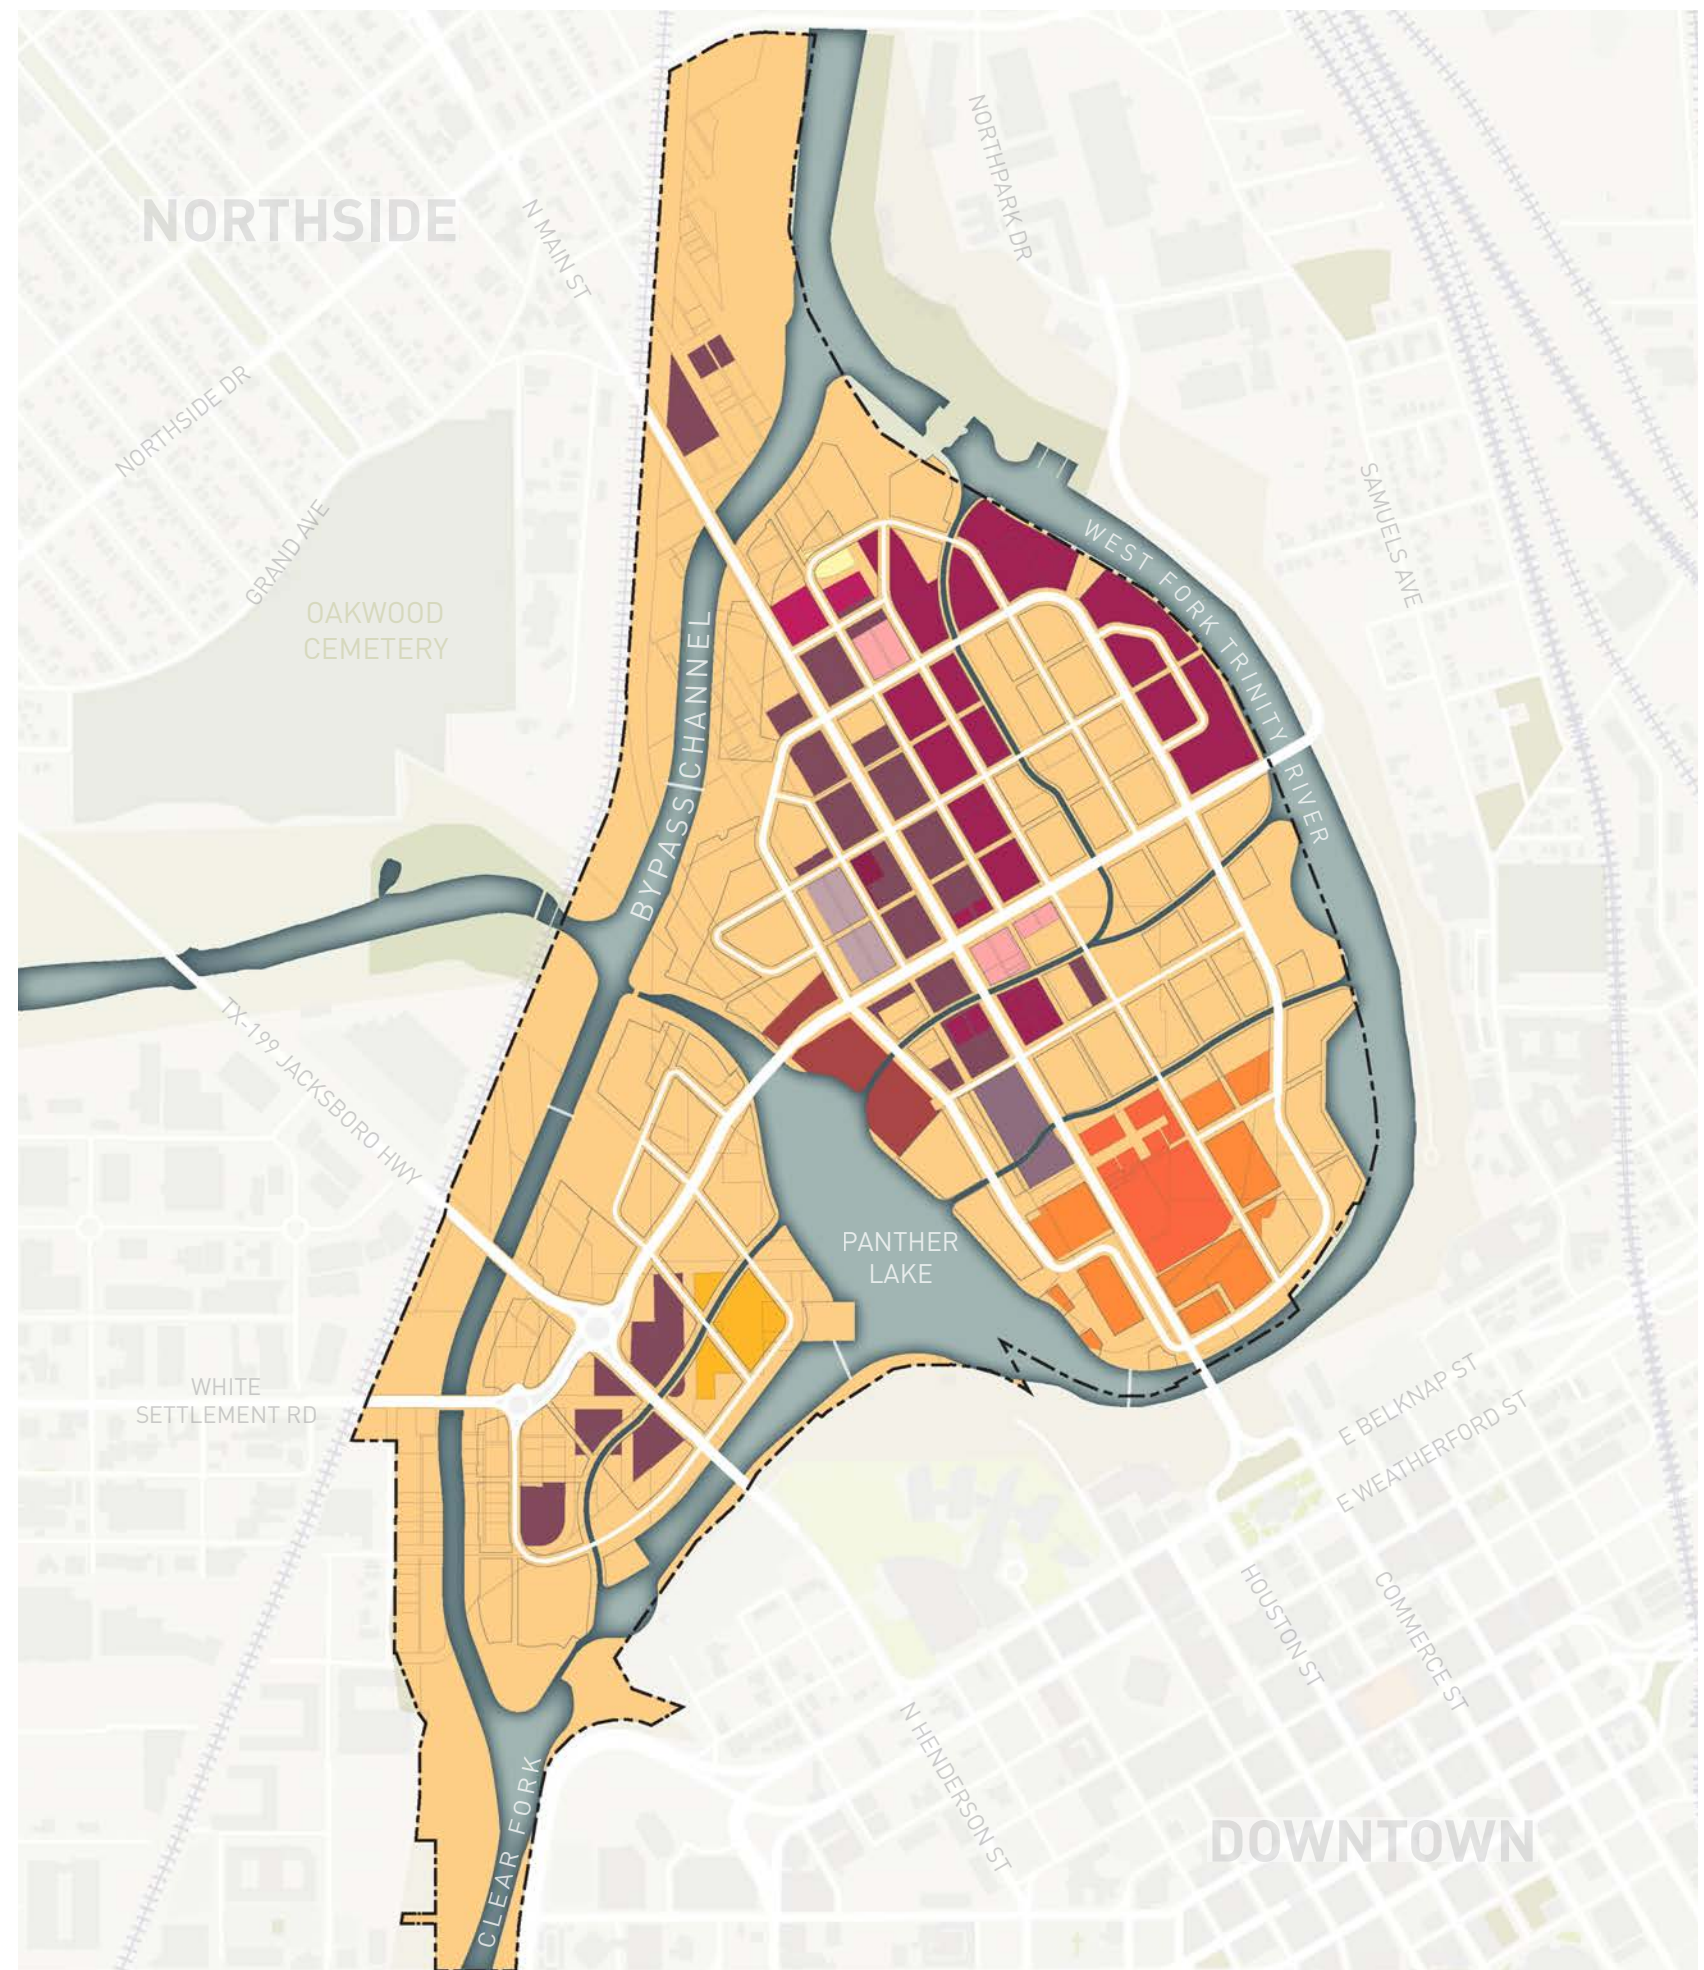 NORTHSIDE
N MAIN ST
NORTHPARK DR
NORTHSIDE DR
GRAND AVE
OAKWOOD
CEMETERY
SAMUELS AVE
WEST FORK TRINITY RIVER
BYPASS CHANNEL
TX-199 JACKSBORO HWY
PANTHER
LAKE
WHITE
SETTLEMENT RD
E BELKNAP ST
E WEATHERFORD ST
HOUSTON ST
COMMERCE ST
N HENDERSON ST
CLEAR FORK
DOWNTOWN